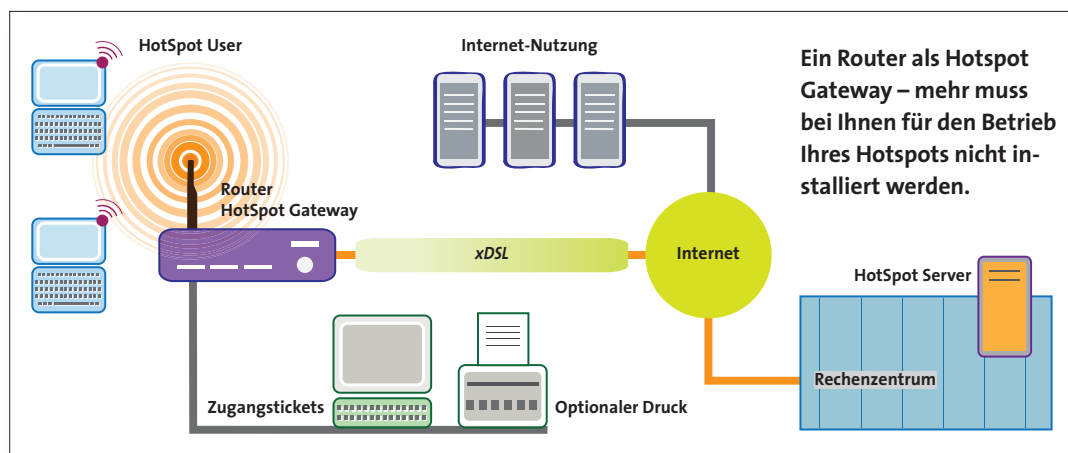 HotSpot User
Internet-Nutzung
Ein Router als Hotspot
Gateway – mehr muss
bei Ihnen für den Betrieb
Ihres Hotspots nicht in-
stalliert werden.
Router
HotSpot Gateway
xDSL
Internet
HotSpot Server
Rechenzentrum
Zugangstickets
Optionaler Druck